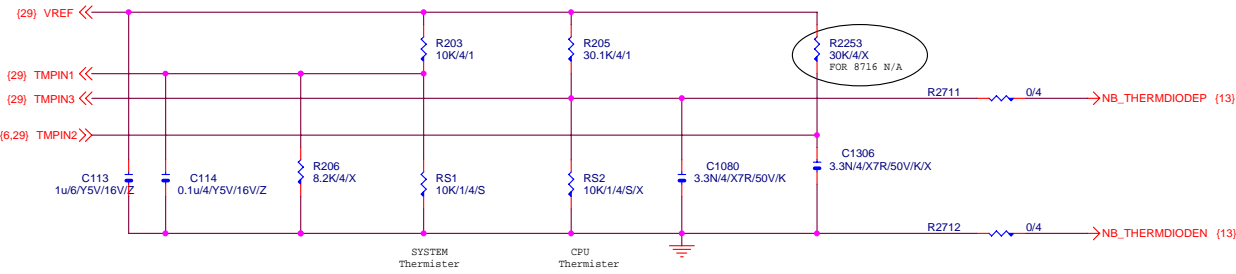 {29} VREF
R203
10K/4/1
R205
30.1K/4/1
R2253
30K/4/X
FOR 8716 N/A
{29} TMPIN1
{29} TMPIN3
R2711
0/4
NB_THERMDIODEP {13}
{6,29} TMPIN2
C113
1u/6/Y5V/16V/Z
C114
0.1u/4/Y5V/16V/Z
R206
8.2K/4/X
RS1
10K/1/4/S
RS2
10K/1/4/S/X
C1080
3.3N/4/X7R/50V/K
C1306
3.3N/4/X7R/50V/K/X
R2712
0/4
NB_THERMDIODEN {13}
SYSTEM
Thermister
CPU
Thermister